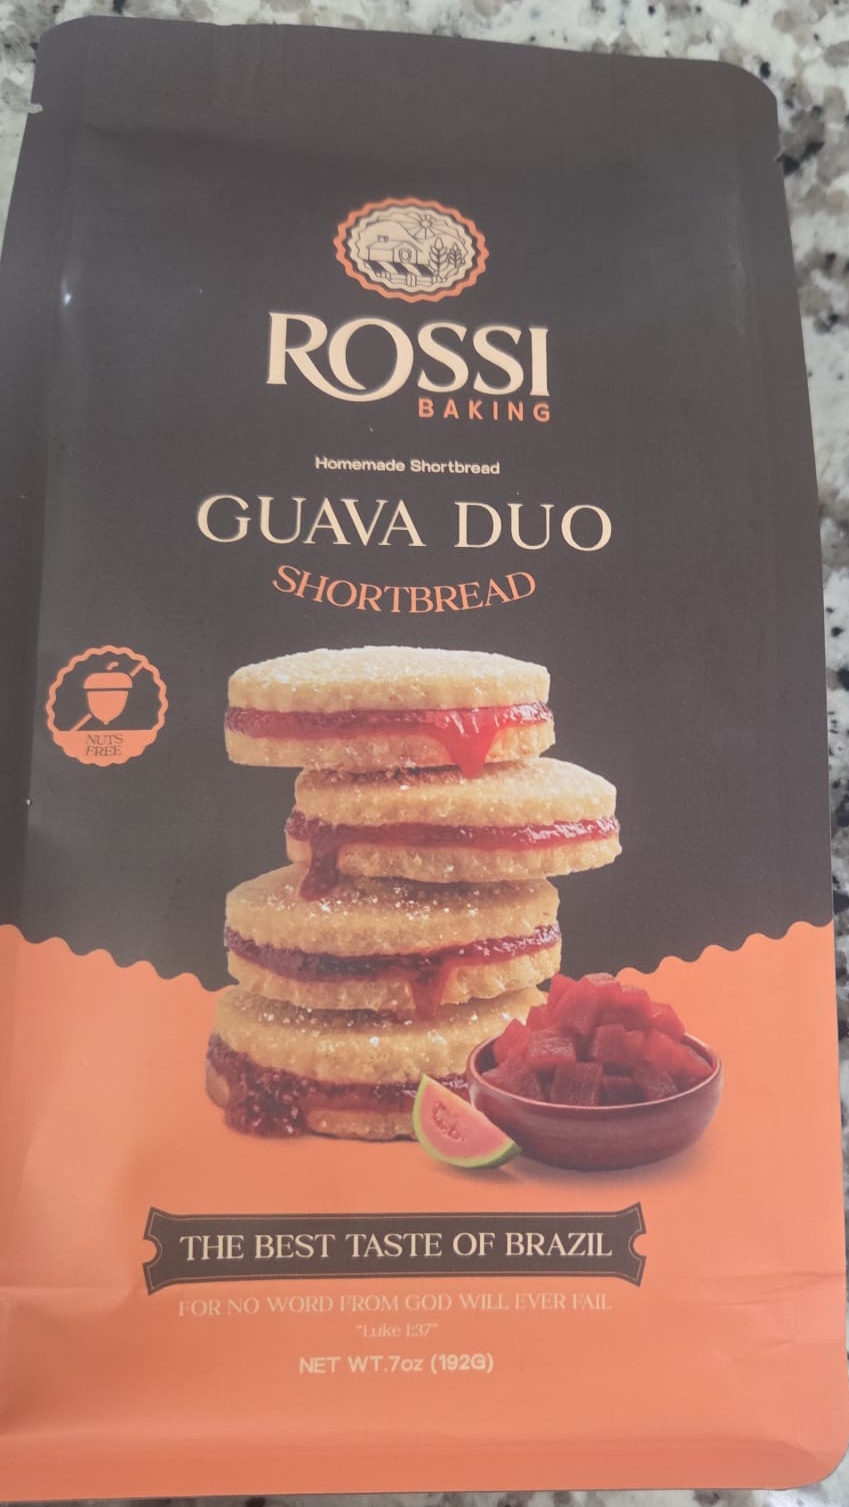 ROSSI
BAKING
Homemade Shortbread
GUAVA DUO
SHORTBREAD
NUTS
FREE
THE BEST TASTE OF BRAZIL
FOR NO WORD FROM GOD WILL EVER FAIL
"Luke 1:37"
NET WT.7oz (192G)